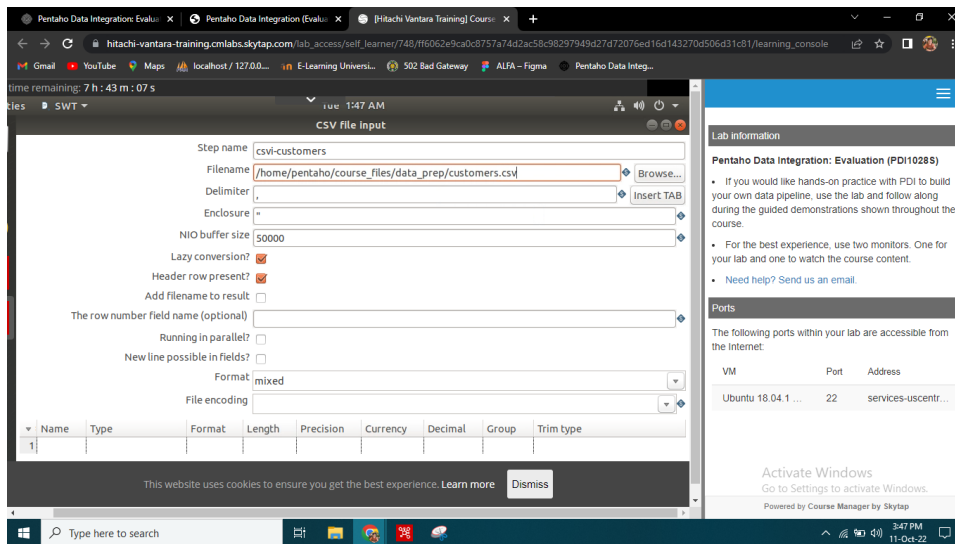 Pentaho Data Integration: Evalua
Pentaho Data Integration (Evalua
[Hitachi Vantara Training] Course
hitachi-vantara-training.cmlabs.skytap.com/lab_access/self_learner/748/ff6062e9ca0c8757a74d2ac58c98297949d27d72076ed16d143270d506d31c81/learning_console
Gmail YouTube Maps localhost / 127.0.0.... E-Learning Universi... 502 Bad Gateway ALFA – Figma Pentaho Data Integ...
time remaining: 7 h : 43 m : 07 s
ties SWT Tue 1:47 AM
CSV file input
Step name csvi-customers
Filename /home/pentaho/course_files/data_prep/customers.csv Browse...
Delimiter , Insert TAB
Enclosure "
NIO buffer size 50000
Lazy conversion?
Header row present?
Add filename to result
The row number field name (optional)
Running in parallel?
New line possible in fields?
Format mixed
File encoding
Name Type Format Length Precision Currency Decimal Group Trim type
1
This website uses cookies to ensure you get the best experience. Learn more Dismiss
Lab information
Pentaho Data Integration: Evaluation (PDI1028S)
• If you would like hands-on practice with PDI to build
your own data pipeline, use the lab and follow along
during the guided demonstrations shown throughout the
course.
• For the best experience, use two monitors. One for
your lab and one to watch the course content.
• Need help? Send us an email.
Ports
The following ports within your lab are accessible from
the Internet:
VM Port Address
Ubuntu 18.04.1 ... 22 services-uscentr...
Activate Windows
Go to Settings to activate Windows.
Powered by Course Manager by Skytap
Type here to search
3:47 PM
11-Oct-22